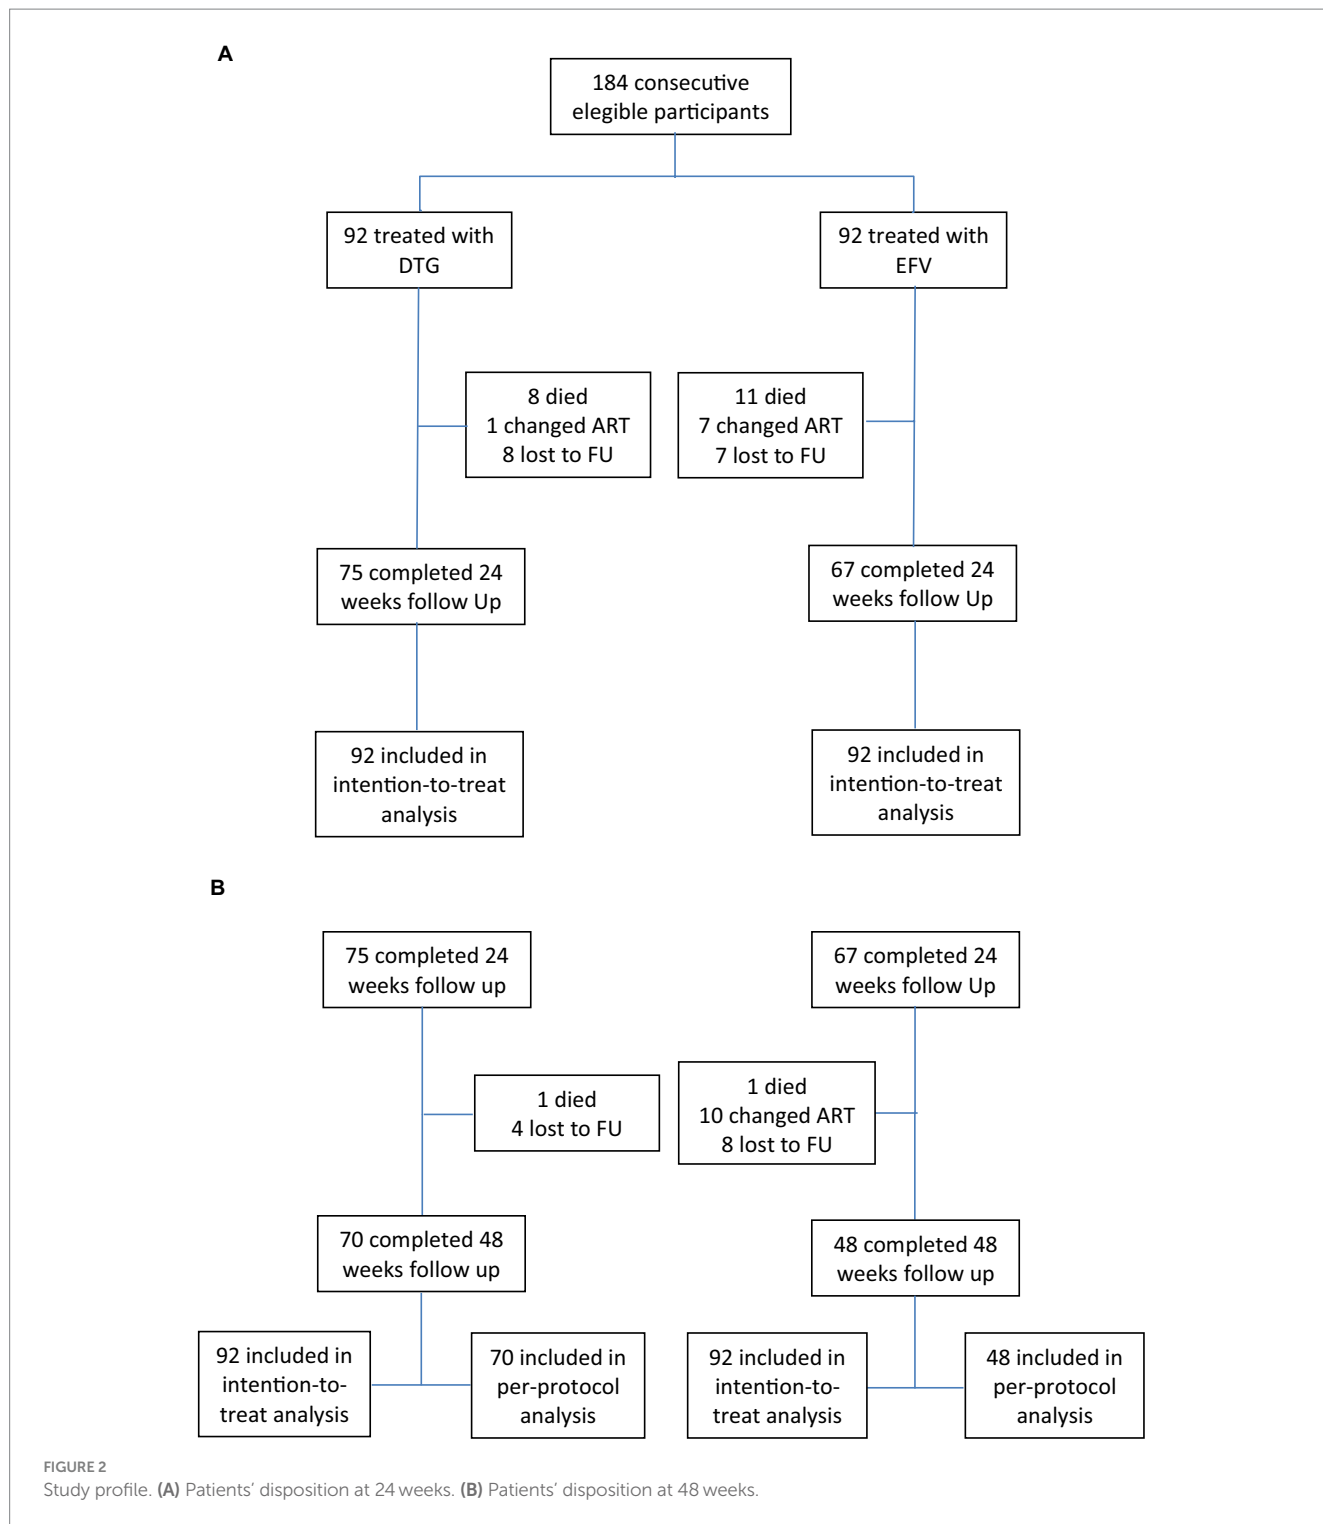 A
184 consecutive
elegible participants
92 treated with
DTG
92 treated with
EFV
8 died
1 changed ART
8 lost to FU
11 died
7 changed ART
7 lost to FU
75 completed 24
weeks follow Up
67 completed 24
weeks follow Up
92 included in
intention-to-treat
analysis
92 included in
intention-to-treat
analysis
B
75 completed 24
weeks follow up
67 completed 24
weeks follow Up
1 died
4 lost to FU
1 died
10 changed ART
8 lost to FU
70 completed 48
weeks follow up
48 completed 48
weeks follow up
92 included in
intention-to-
treat analysis
70 included in
per-protocol
analysis
92 included in
intention-to-
treat analysis
48 included in
per-protocol
analysis
FIGURE 2
Study profile. (A) Patients’ disposition at 24 weeks. (B) Patients’ disposition at 48 weeks.